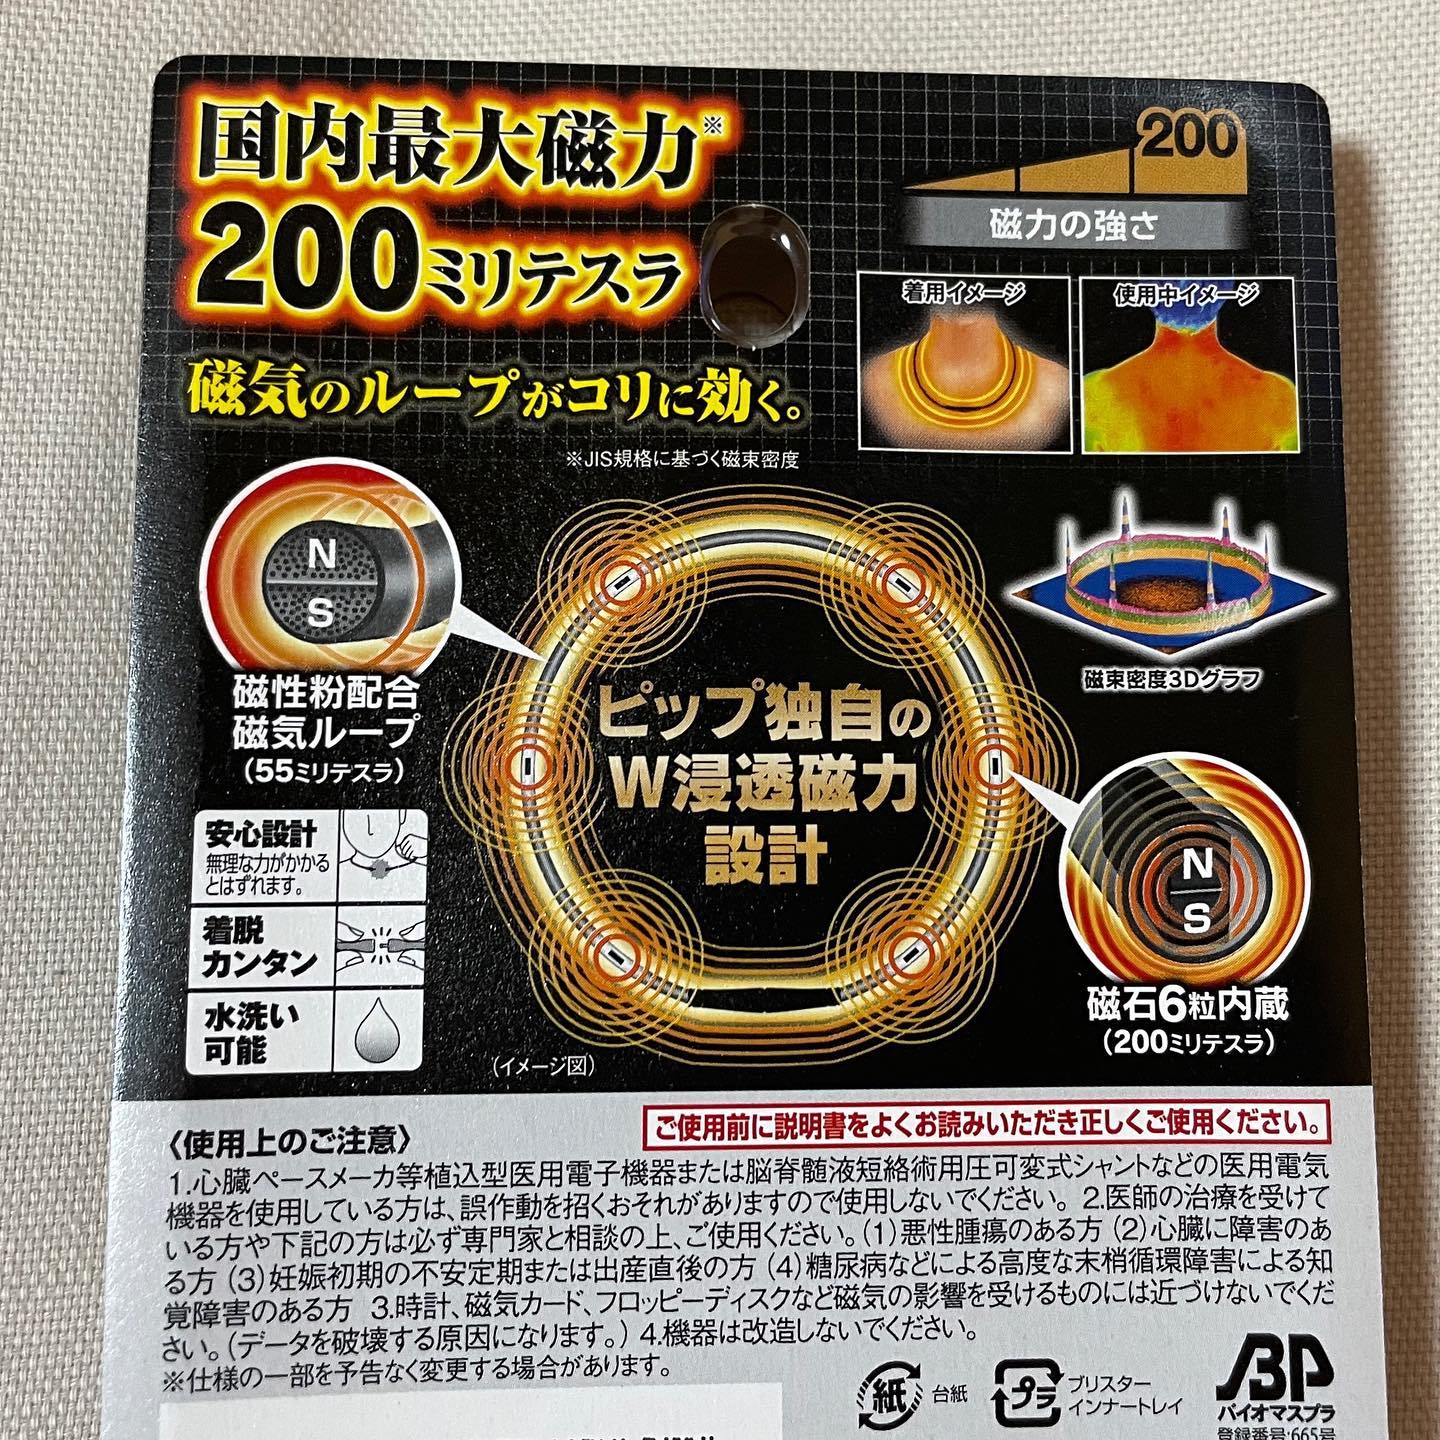 国内最大磁力※
200ミリテスラ
磁気のループがコリに効く。
※JIS規格に基づく磁束密度
200
磁力の強さ
着用イメージ
使用中イメージ
N
S
磁性粉配合
磁気ループ
(55ミリテスラ)
ピップ独自の
W浸透磁力
設計
磁束密度3Dグラフ
N
S
磁石6粒内蔵
(200ミリテスラ)
安心設計
無理な力がかかる
とはずれます。
着脱
カンタン
水洗い
可能
(イメージ図)
〈使用上のご注意〉
ご使用前に説明書をよくお読みいただき正しくご使用ください。
1.心臓ペースメーカ等植込型医用電子機器または脳脊髄液短絡術用圧可変式シャントなどの医用電気
機器を使用している方は、誤作動を招くおそれがありますので使用しないでください。 2.医師の治療を受けて
いる方や下記の方は必ず専門家と相談の上、ご使用ください。(1)悪性腫瘍のある方 (2)心臓に障害のあ
る方 (3)妊娠初期の不安定期または出産直後の方 (4)糖尿病などによる高度な末梢循環障害による知
覚障害のある方 3.時計、磁気カード、フロッピーディスクなど磁気の影響を受けるものには近づけないでくだ
さい。(データを破壊する原因になります。) 4.機器は改造しないでください。
※仕様の一部を予告なく変更する場合があります。
紙
台紙
プラ
ブリスター
インナートレイ
BP
バイオマスプラ
登録番号:665号